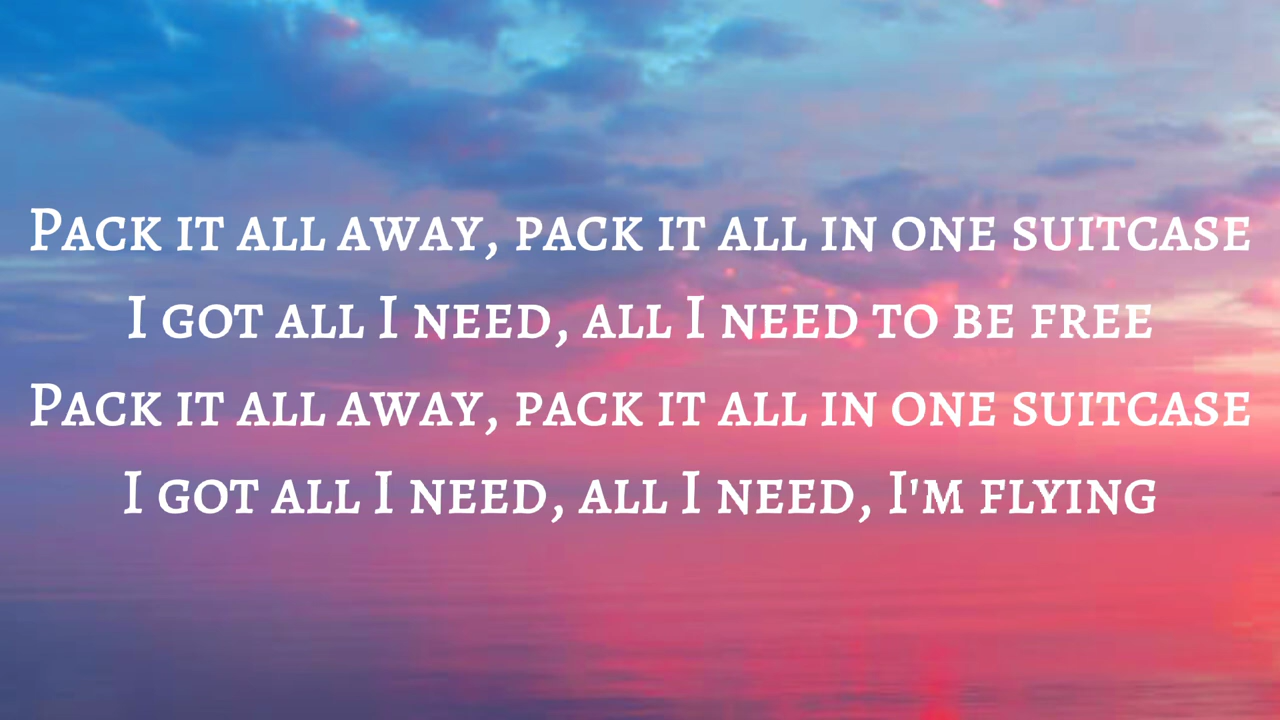 Pack it all away, pack it all in one suitcase
I got all I need, all I need to be free
Pack it all away, pack it all in one suitcase
I got all I need, all I need, I'm flying